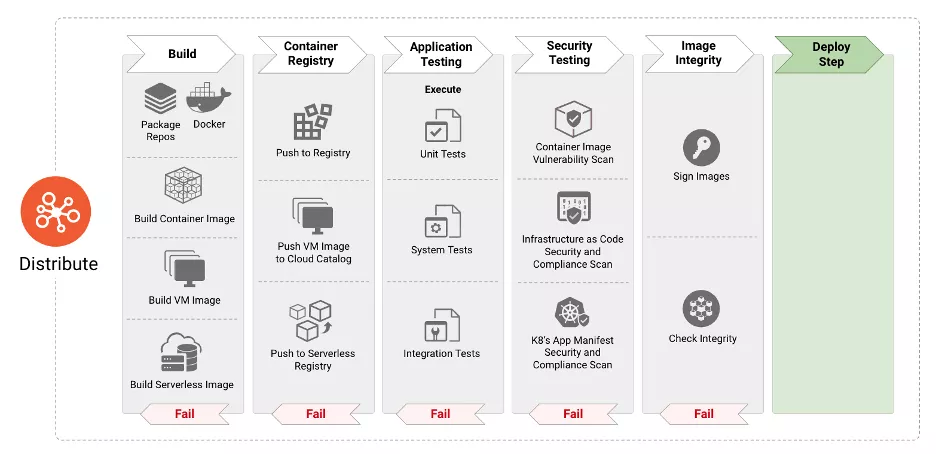 Distribute
Build
Package
Repos
Docker
Build Container Image
Build VM Image
Build Serverless Image
Fail
Container
Registry
Push to Registry
Push VM Image
to Cloud Catalog
Push to Serverless
Registry
Fail
Application
Testing
Execute
Unit Tests
System Tests
Integration Tests
Fail
Security
Testing
Container Image
Vulnerability Scan
Infrastructure as Code
Security and
Compliance Scan
K8's App Manifest
Security and
Compliance Scan
Fail
Image
Integrity
Sign Images
Check Integrity
Fail
Deploy
Step